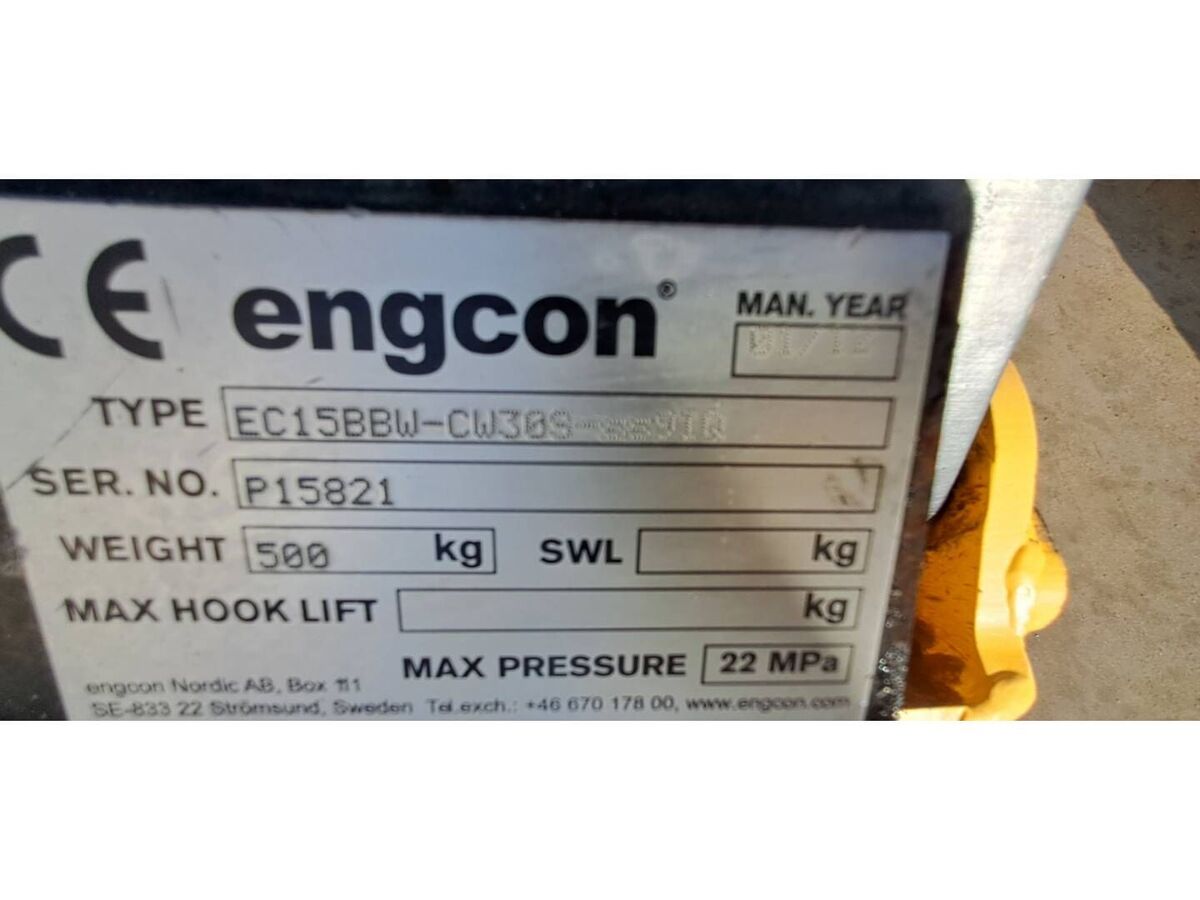 CE engcon® MAN. YEAR
TYPE EC15BBW-CW30S
SER. NO. P15821
WEIGHT 500 kg SWL kg
MAX HOOK LIFT kg
MAX PRESSURE 22 MPa
engcon Nordic AB, Box 111
SE-833 22 Strömsund, Sweden Tel.exch.: +46 670 178 00, www.engcon.com